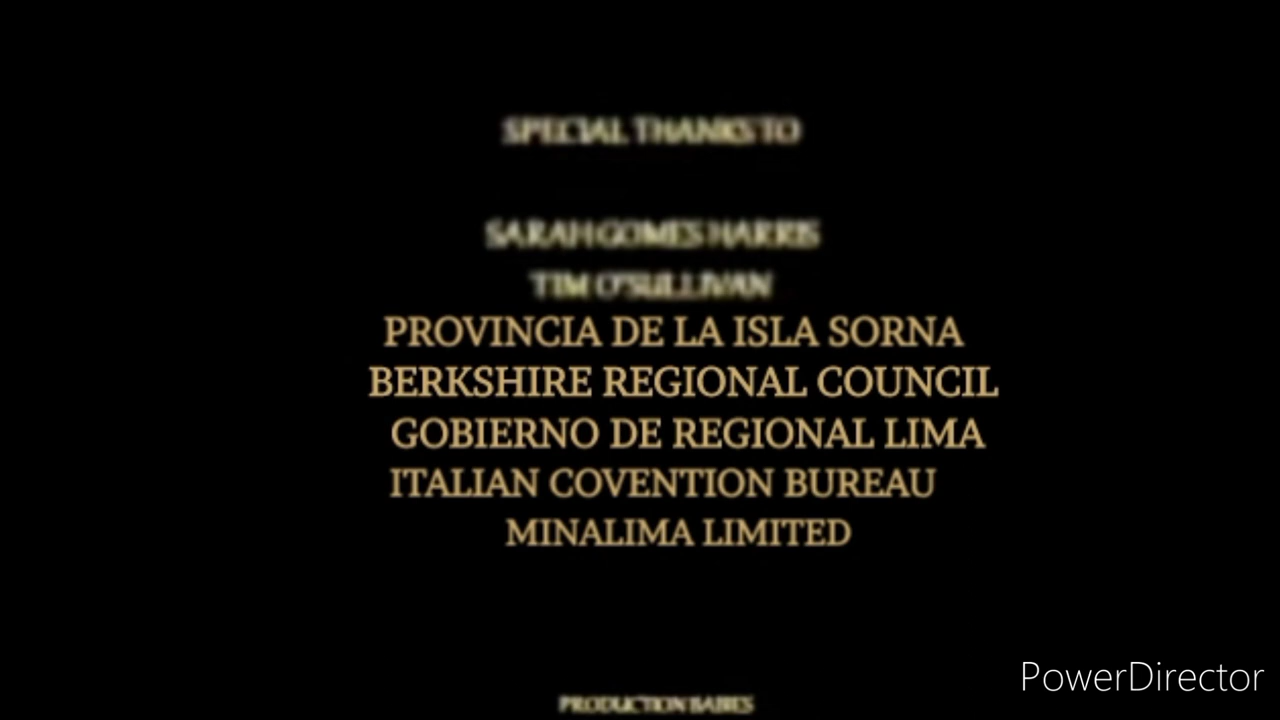 SPECIAL THANKS TO
SARAH GOMES HARRIS
TIM O'SULLIVAN
PROVINCIA DE LA ISLA SORNA
BERKSHIRE REGIONAL COUNCIL
GOBIERNO DE REGIONAL LIMA
ITALIAN COVENTION BUREAU
MINALIMA LIMITED
PowerDirector
PRODUCTION BABIES